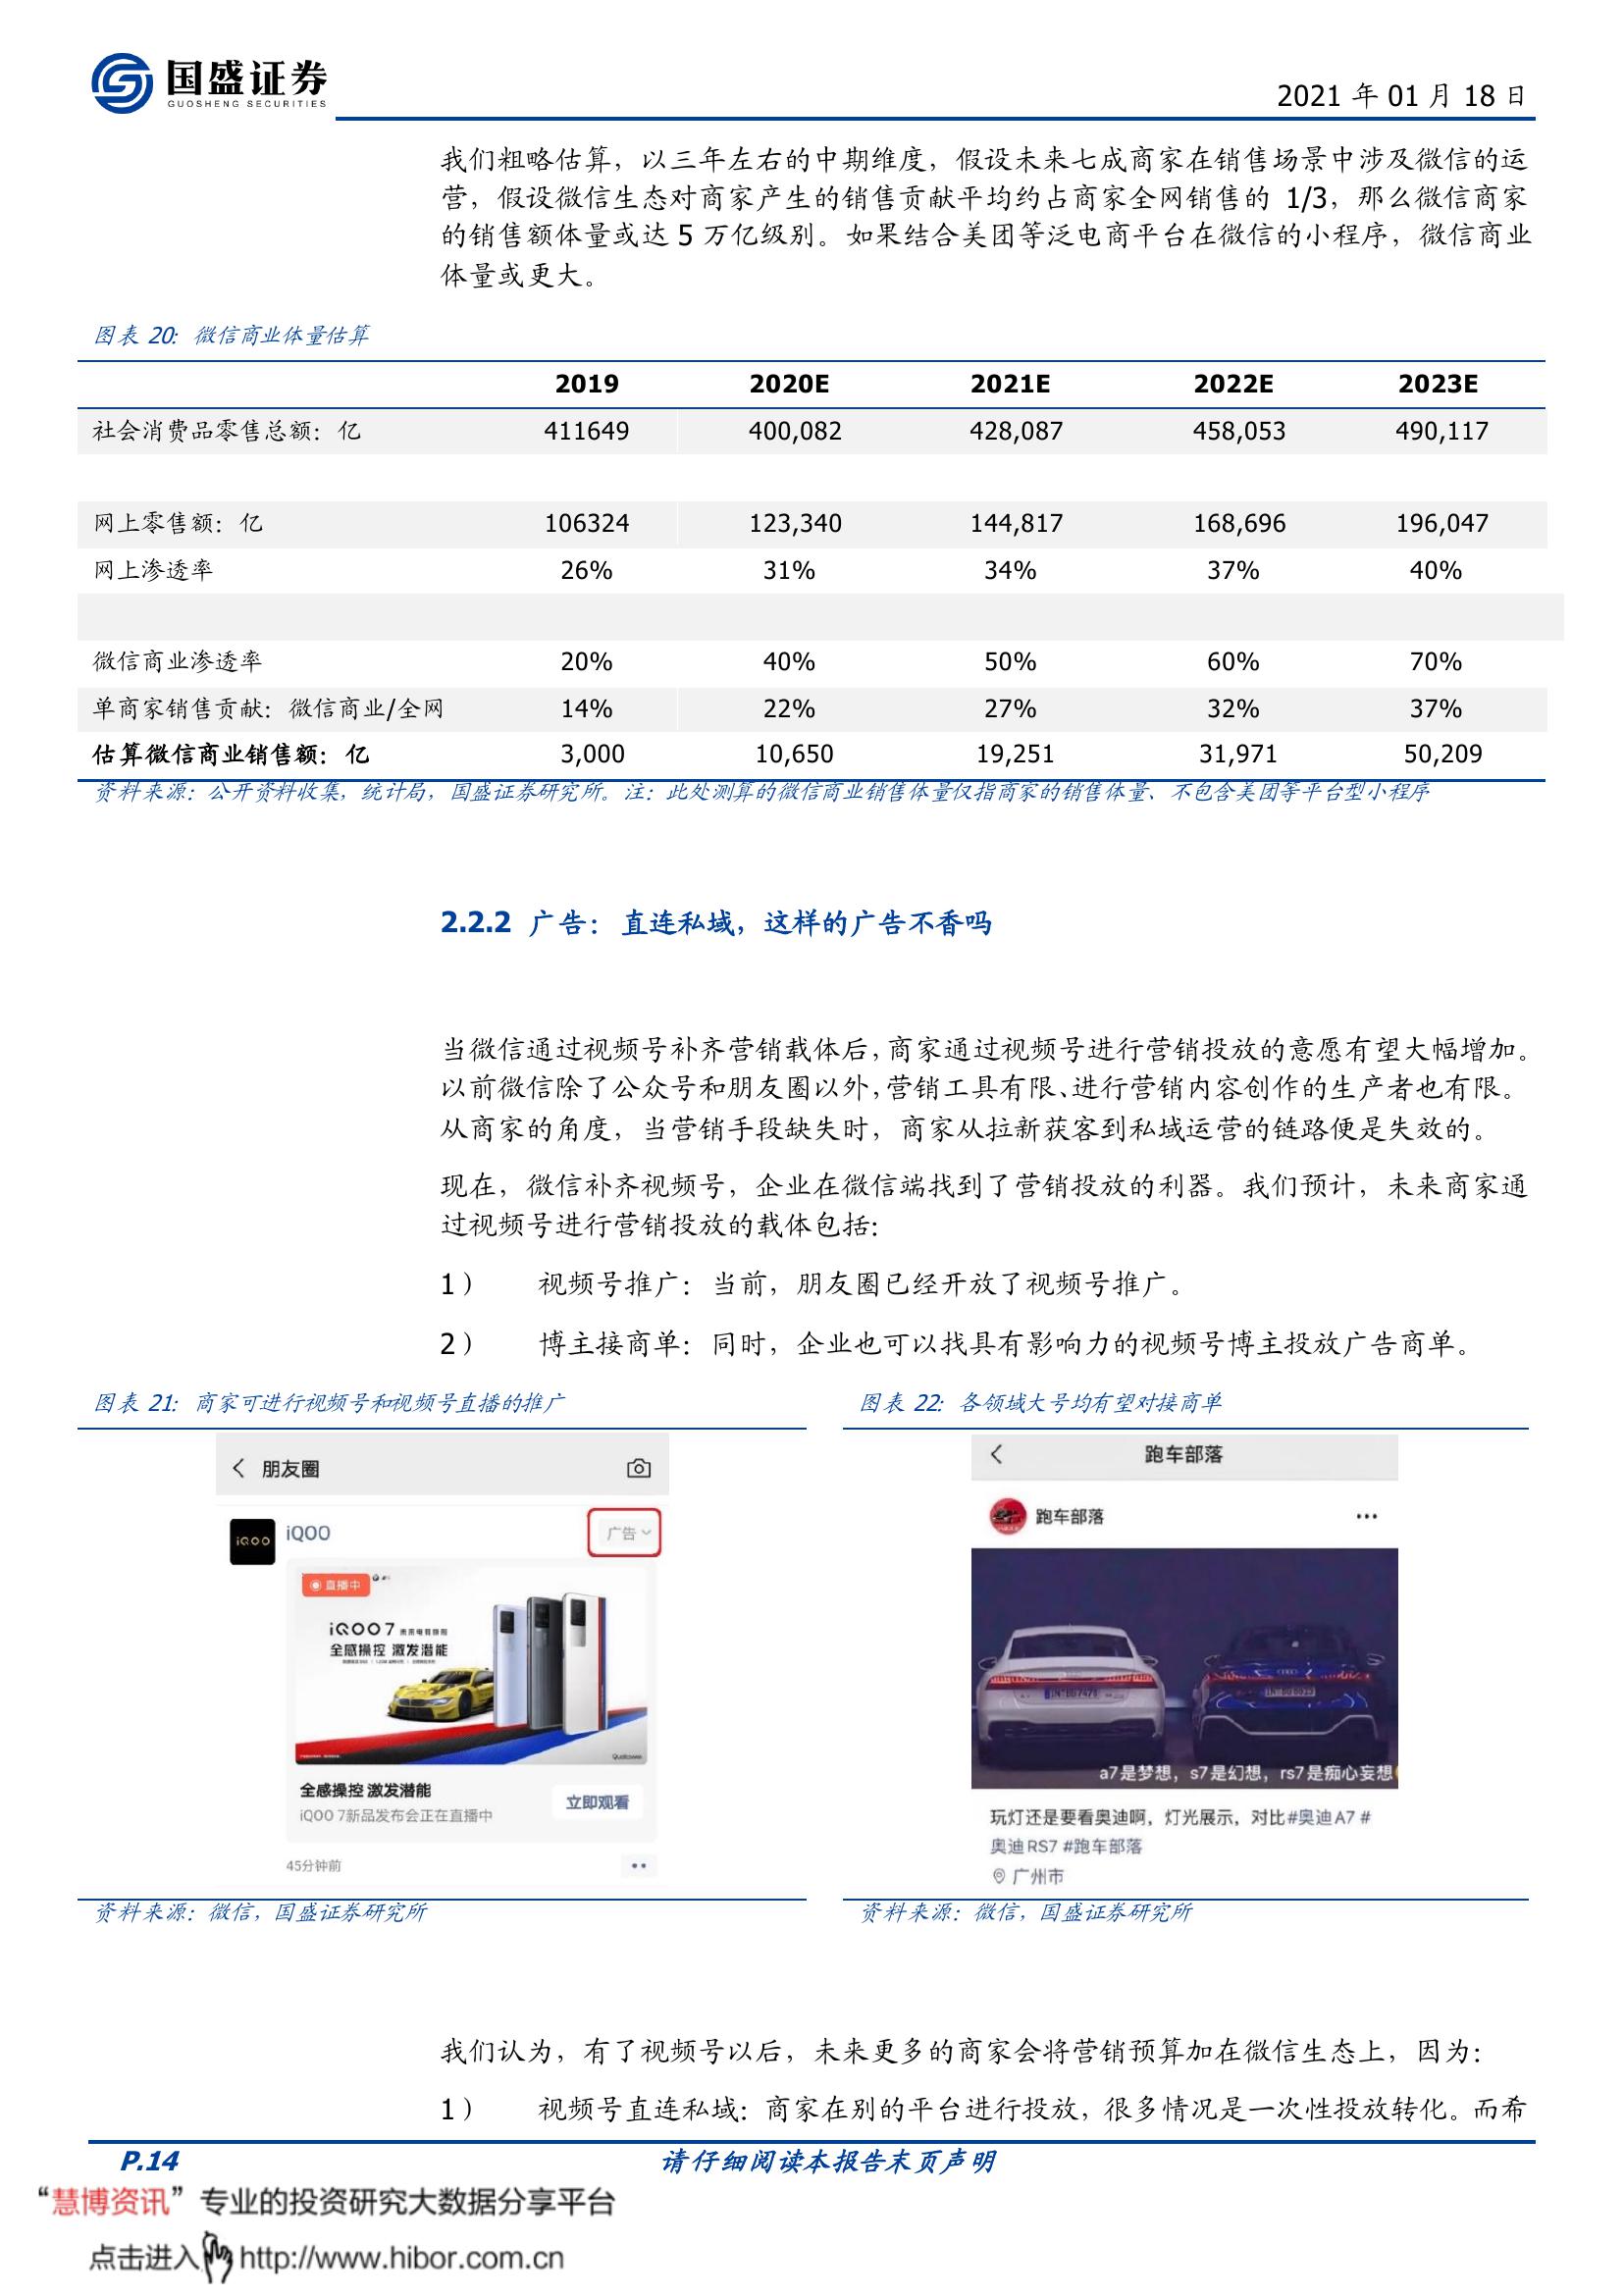 国盛证券
GUOSHENG SECURITIES
2021 年 01 月 18 日
我们粗略估算，以三年左右的中期维度，假设未来七成商家在销售场景中涉及微信的运
营，假设微信生态对商家产生的销售贡献平均约占商家全网销售的 1/3，那么微信商家
的销售额体量或达 5 万亿级别。如果结合美团等泛电商平台在微信的小程序，微信商业
体量或更大。
图表 20：微信商业体量估算
2019 2020E 2021E 2022E 2023E
社会消费品零售总额：亿 411649 400,082 428,087 458,053 490,117
网上零售额：亿 106324 123,340 144,817 168,696 196,047
网上渗透率 26% 31% 34% 37% 40%
微信商业渗透率 20% 40% 50% 60% 70%
单商家销售贡献：微信商业/全网 14% 22% 27% 32% 37%
估算微信商业销售额：亿 3,000 10,650 19,251 31,971 50,209
资料来源：公开资料收集，统计局，国盛证券研究所。注：此处测算的微信商业销售体量仅指商家的销售体量、不包含美团等平台型小程序
2.2.2 广告： 直连私域，这样的广告不香吗
当微信通过视频号补齐营销载体后，商家通过视频号进行营销投放的意愿有望大幅增加。
以前微信除了公众号和朋友圈以外，营销工具有限、进行营销内容创作的生产者也有限。
从商家的角度，当营销手段缺失时，商家从拉新获客到私域运营的链路便是失效的。
现在，微信补齐视频号，企业在微信端找到了营销投放的利器。我们预计，未来商家通
过视频号进行营销投放的载体包括：
1） 视频号推广：当前，朋友圈已经开放了视频号推广。
2） 博主接商单：同时，企业也可以找具有影响力的视频号博主投放广告商单。
图表 21：商家可进行视频号和视频号直播的推广
朋友圈
iQOO
iQOO
广告
直播中
iQOO 7
全感操控 激发潜能
Qualcomm
全感操控 激发潜能
iQOO 7新品发布会正在直播中
立即观看
45分钟前
资料来源：微信，国盛证券研究所
图表 22：各领域大号均有望对接商单
跑车部落
跑车部落
a7是梦想，s7是幻想，rs7是痴心妄想
玩灯还是要看奥迪啊，灯光展示，对比#奥迪A7 #
奥迪RS7 #跑车部落
广州市
资料来源：微信，国盛证券研究所
我们认为，有了视频号以后，未来更多的商家会将营销预算加在微信生态上，因为：
1） 视频号直连私域：商家在别的平台进行投放，很多情况是一次性投放转化。而希
P.14
请仔细阅读本报告末页声明
“慧博资讯”专业的投资研究大数据分享平台
点击进入http://www.hibor.com.cn